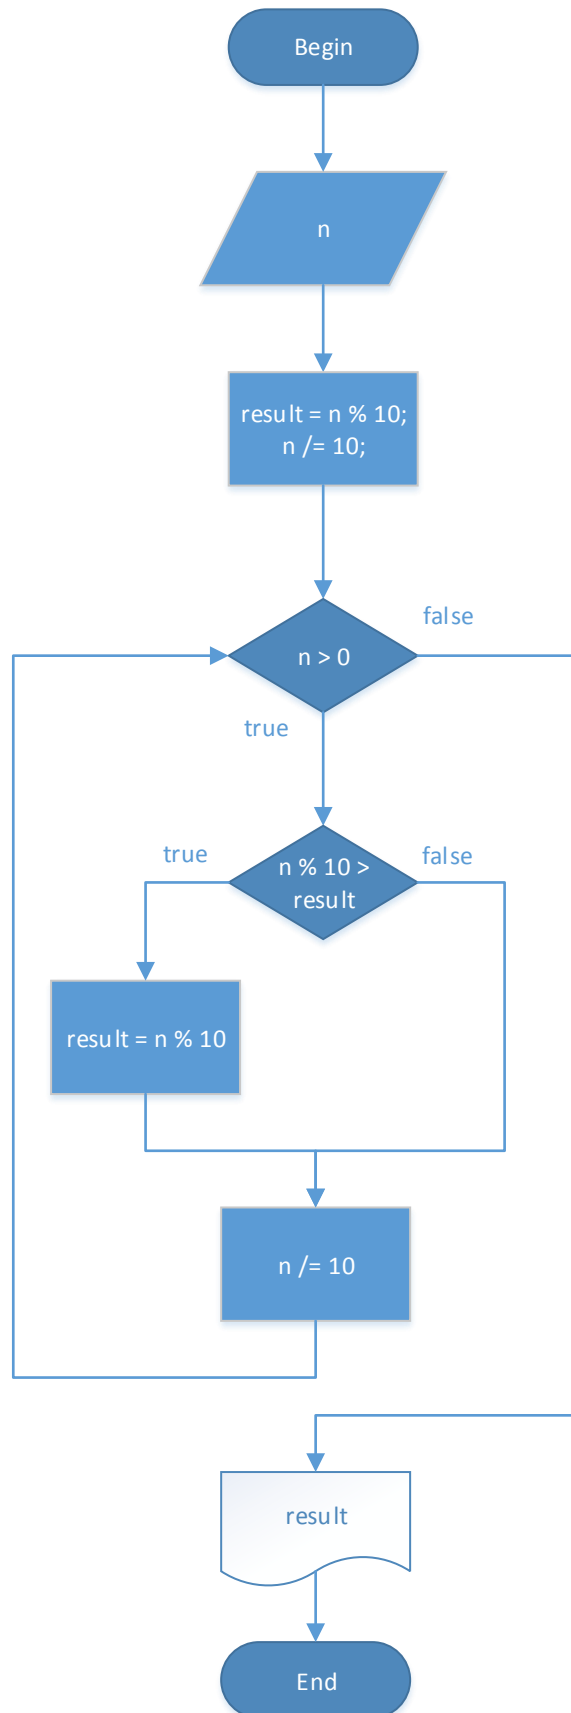 Begin
n
result = n % 10;
n /= 10;
false
n > 0
true
true
false
n % 10 >
result
result = n % 10
n /= 10
result
End